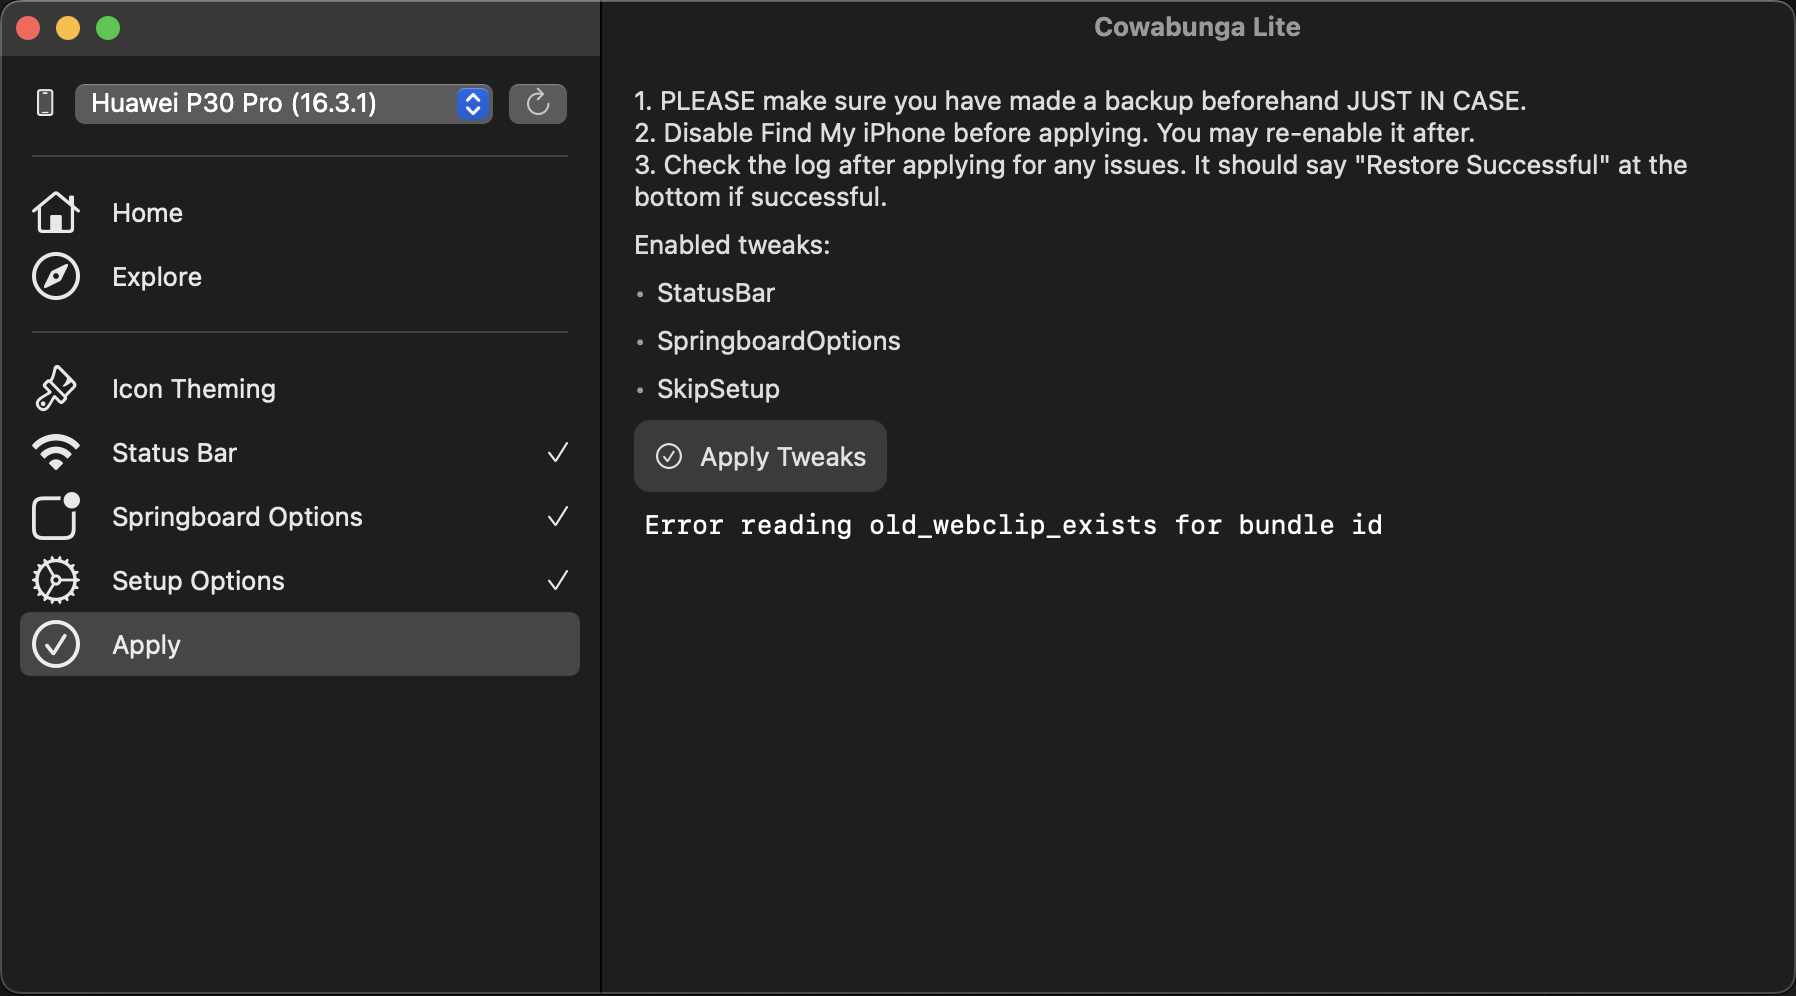 Cowabunga Lite
Huawei P30 Pro (16.3.1)
Home
Explore
Icon Theming
Status Bar
Springboard Options
Setup Options
Apply
1. PLEASE make sure you have made a backup beforehand JUST IN CASE.
2. Disable Find My iPhone before applying. You may re-enable it after.
3. Check the log after applying for any issues. It should say "Restore Successful" at the
bottom if successful.
Enabled tweaks:
• StatusBar
• SpringboardOptions
• SkipSetup
Apply Tweaks
Error reading old_webclip_exists for bundle id